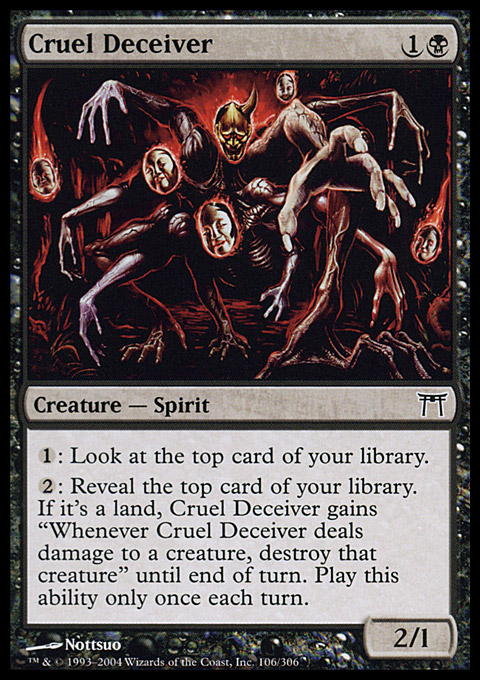 Cruel Deceiver 1
Creature — Spirit
1: Look at the top card of your library.
2: Reveal the top card of your library.
If it's a land, Cruel Deceiver gains
“Whenever Cruel Deceiver deals
damage to a creature, destroy that
creature” until end of turn. Play this
ability only once each turn.
Nottsuo
2/1
™ & © 1993–2004 Wizards of the Coast, Inc. 106/306